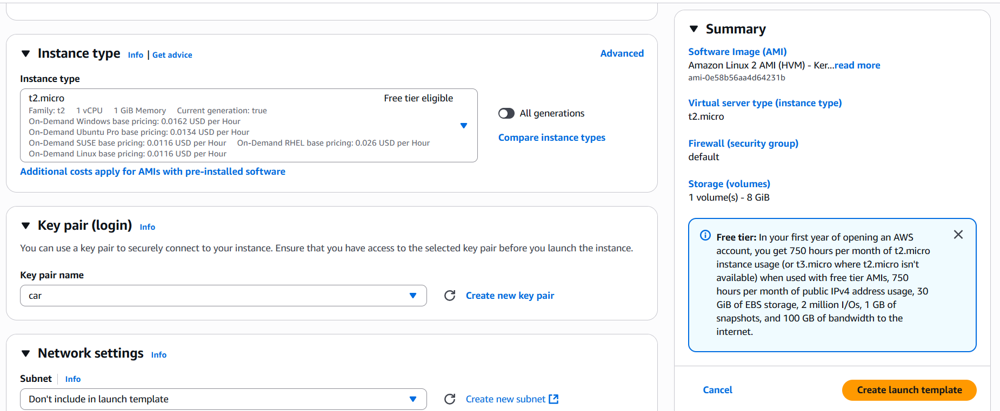 Instance type Info | Get advice
Advanced
Instance type
t2.micro
Free tier eligible
Family: t2 1 vCPU 1 GiB Memory Current generation: true
On-Demand Windows base pricing: 0.0162 USD per Hour
On-Demand Ubuntu Pro base pricing: 0.0134 USD per Hour
On-Demand SUSE base pricing: 0.0116 USD per Hour On-Demand RHEL base pricing: 0.026 USD per Hour
On-Demand Linux base pricing: 0.0116 USD per Hour
All generations
Compare instance types
Additional costs apply for AMIs with pre-installed software
Key pair (login) Info
You can use a key pair to securely connect to your instance. Ensure that you have access to the selected key pair before you launch the instance.
Key pair name
car
Create new key pair
Network settings Info
Subnet Info
Don't include in launch template
Create new subnet
Summary
Software Image (AMI)
Amazon Linux 2 AMI (HVM) - Ker...read more
ami-0e58b56aa4d64231b
Virtual server type (instance type)
t2.micro
Firewall (security group)
default
Storage (volumes)
1 volume(s) - 8 GiB
Free tier: In your first year of opening an AWS
account, you get 750 hours per month of t2.micro
instance usage (or t3.micro where t2.micro isn't
available) when used with free tier AMIs, 750
hours per month of public IPv4 address usage, 30
GiB of EBS storage, 2 million I/Os, 1 GB of
snapshots, and 100 GB of bandwidth to the
internet.
Cancel
Create launch template